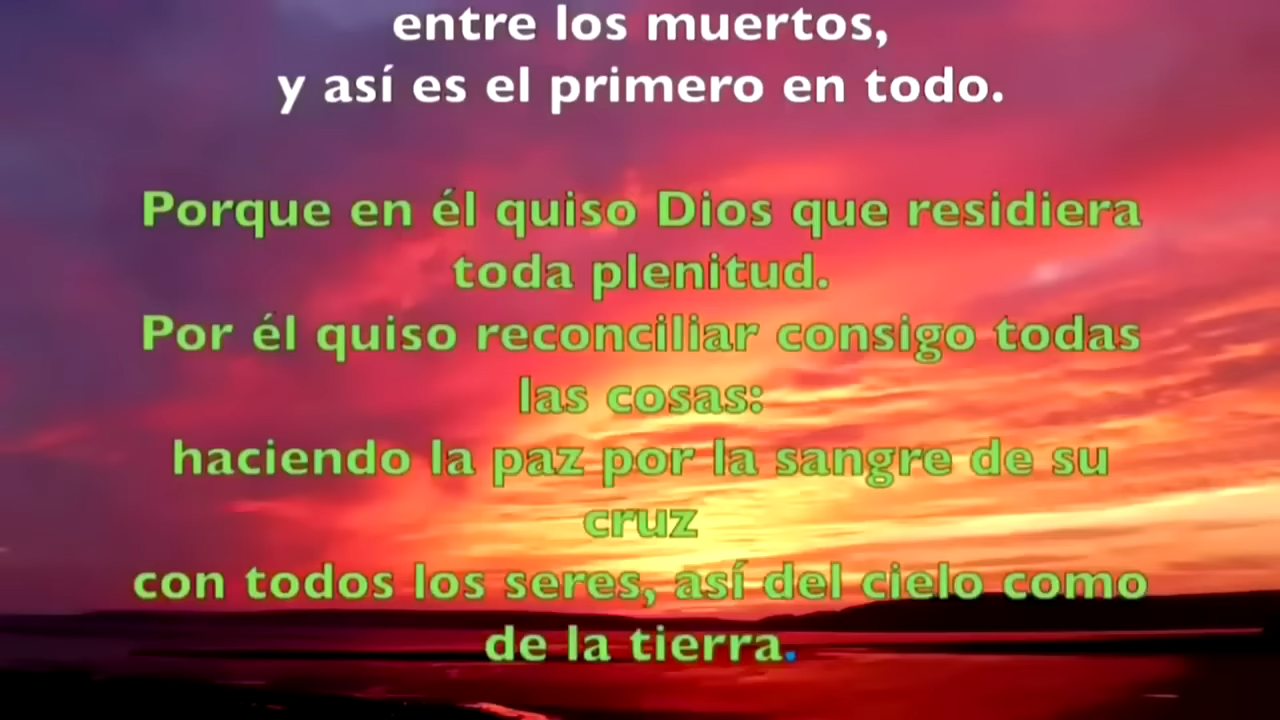 entre los muertos,
y así es el primero en todo.
Porque en él quiso Dios que residiera
toda plenitud.
Por él quiso reconciliar consigo todas
las cosas:
haciendo la paz por la sangre de su
cruz
con todos los seres, así del cielo como
de la tierra.